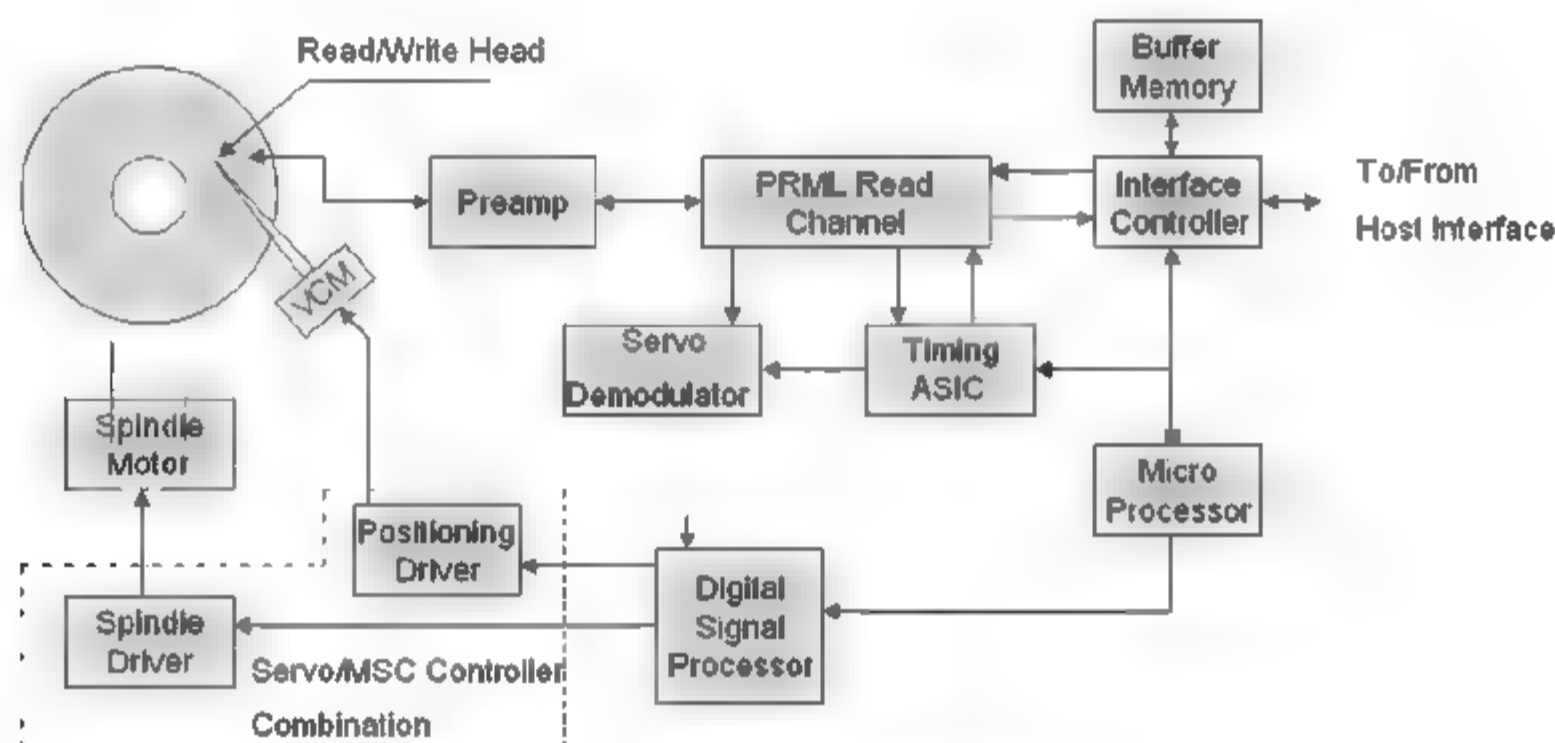 Read/Write Head
Buffer
Memory
Preamp
PRML Read
Channel
Interface
Controller
To/From
Host Interface
VCM
Servo
Demodulator
Timing
ASIC
Spindle
Motor
Micro
Processor
Positioning
Driver
Digital
Signal
Processor
Spindle
Driver
Servo/MSC Controller
Combination